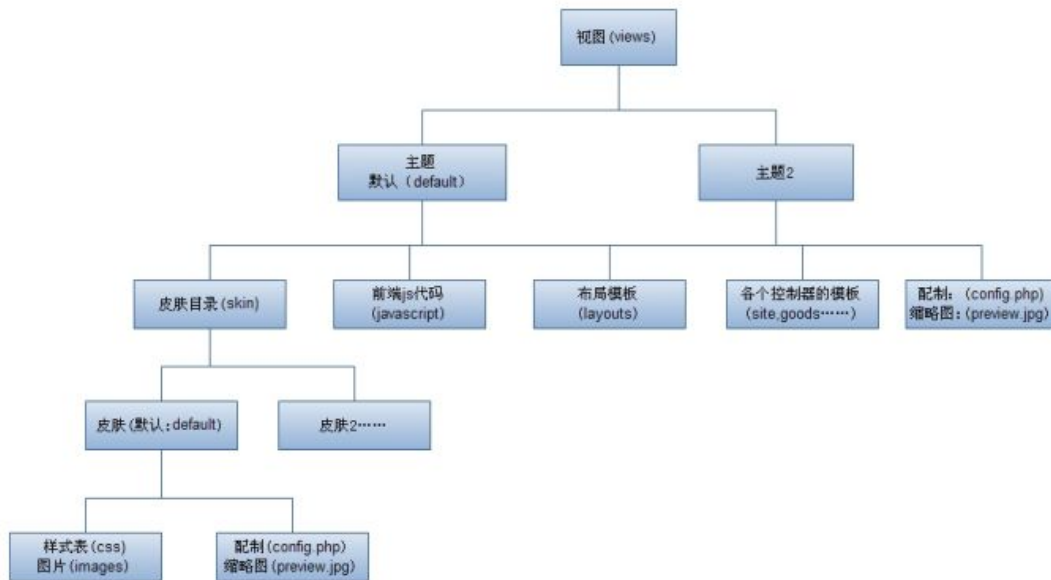 视图(views)
主题
默认（default）
主题2
皮肤目录(skin)
前端js代码
(javascript)
布局模板
(layouts)
各个控制器的模板
(site,goods……)
配制：(config.php)
缩略图：(preview.jpg)
皮肤(默认：default)
皮肤2……
样式表(css)
图片(images)
配制(config.php)
缩略图(preview.jpg)